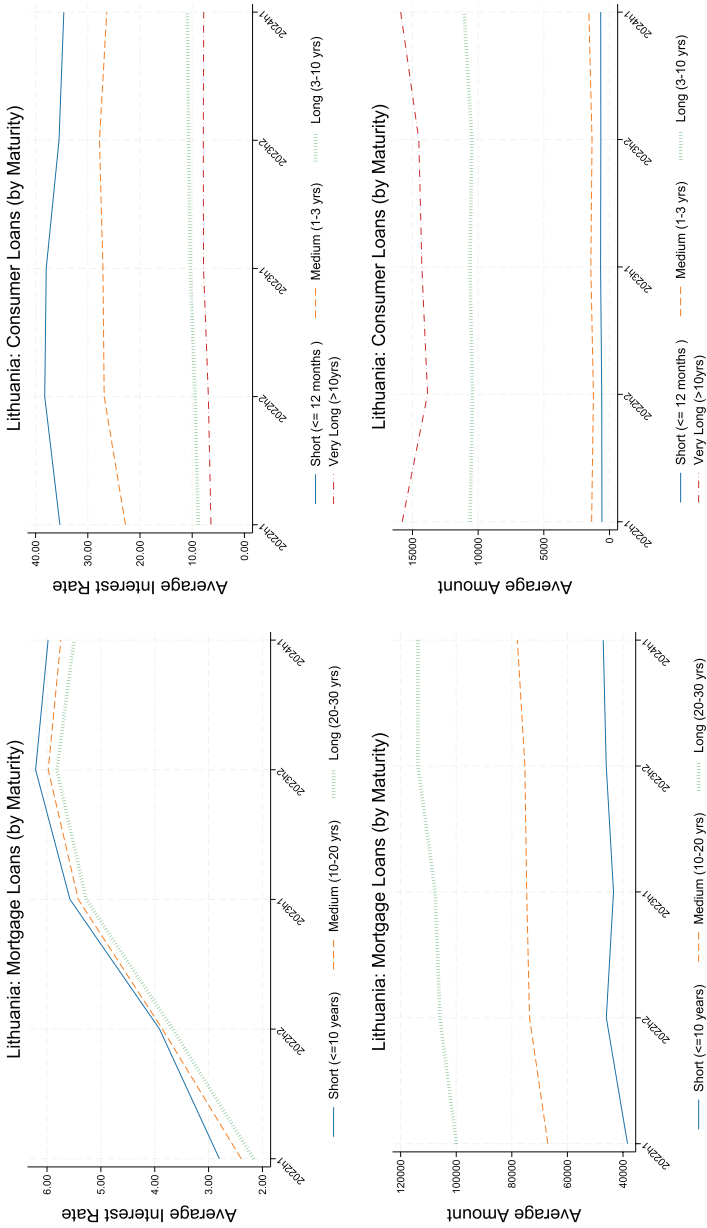 Lithuania: Mortgage Loans (by Maturity)
Average Interest Rate
6.00
5.00
4.00
3.00
2.00
2022h1
2022h2
2023h1
2023h2
2024h1
Short (<=10 years)
Medium (10-20 yrs)
Long (20-30 yrs)
Lithuania: Consumer Loans (by Maturity)
Average Interest Rate
40.00
30.00
20.00
10.00
0.00
2022h1
2022h2
2023h1
2023h2
2024h1
Short (<= 12 months )
Medium (1-3 yrs)
Long (3-10 yrs)
Very Long (>10yrs)
Lithuania: Mortgage Loans (by Maturity)
Average Amount
120000
100000
80000
60000
40000
2022h1
2022h2
2023h1
2023h2
2024h1
Short (<=10 years)
Medium (10-20 yrs)
Long (20-30 yrs)
Lithuania: Consumer Loans (by Maturity)
Average Amount
15000
10000
5000
0
2022h1
2022h2
2023h1
2023h2
2024h1
Short (<= 12 months )
Medium (1-3 yrs)
Long (3-10 yrs)
Very Long (>10yrs)